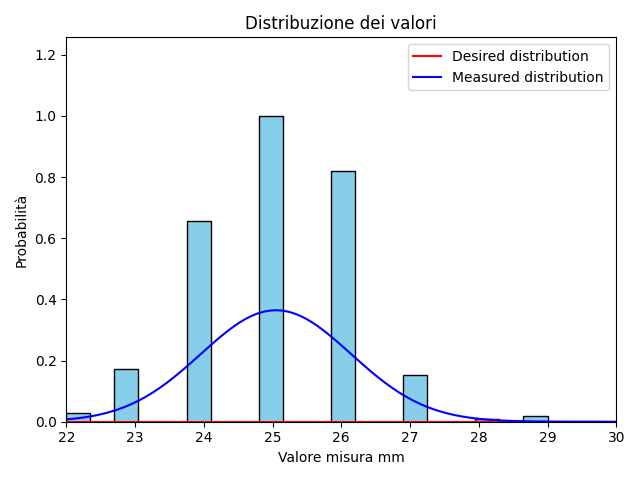 Distribuzione dei valori
Desired distribution
Measured distribution
1.2
1.0
0.8
0.6
0.4
0.2
0.0
Probabilità
22 23 24 25 26 27 28 29 30
Valore misura mm